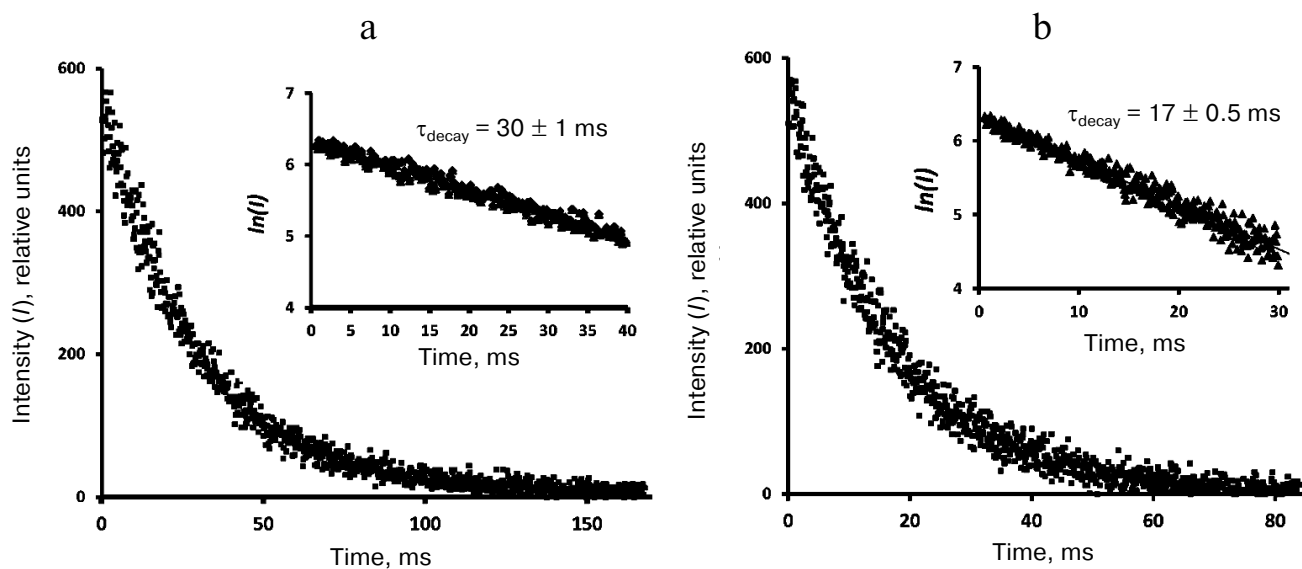 a
Intensity (I), relative units
600
400
200
0
0 50 100 150
Time, ms
ln(I)
7
6
5
4
τdecay = 30 ± 1 ms
0 5 10 15 20 25 30 35 40
Time, ms
b
Intensity (I), relative units
600
400
200
0
0 20 40 60 80
Time, ms
ln(I)
7
6
5
4
τdecay = 17 ± 0.5 ms
0 10 20 30
Time, ms